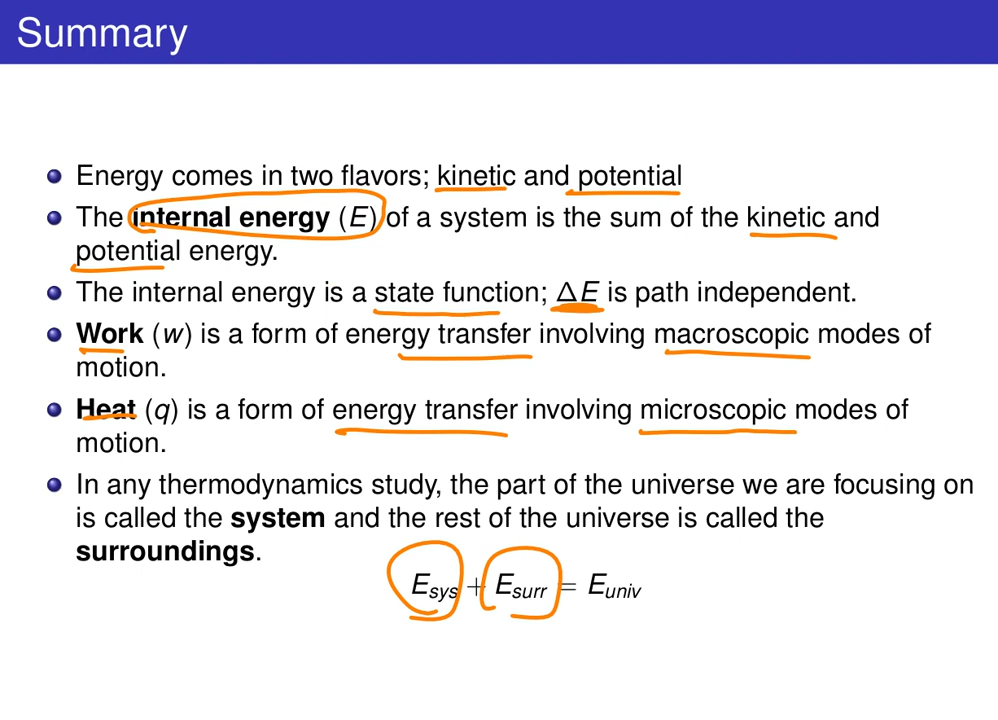 Summary
Energy comes in two flavors; kinetic and potential
The internal energy (E) of a system is the sum of the kinetic and
potential energy.
The internal energy is a state function; ΔE is path independent.
Work (w) is a form of energy transfer involving macroscopic modes of
motion.
Heat (q) is a form of energy transfer involving microscopic modes of
motion.
In any thermodynamics study, the part of the universe we are focusing on
is called the system and the rest of the universe is called the
surroundings.
E_sys + E_surr = E_univ